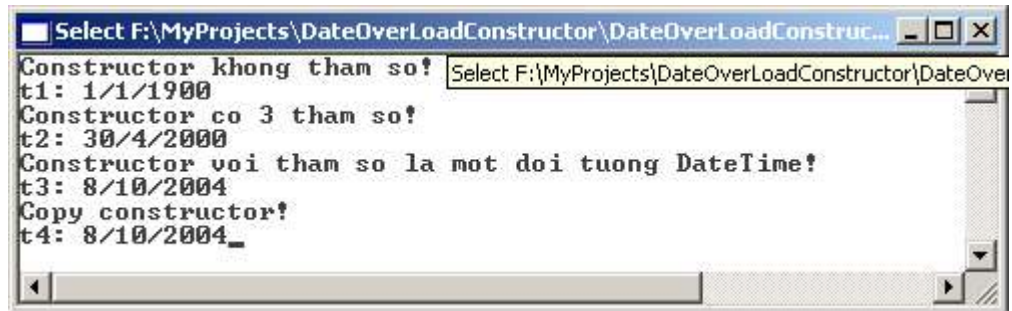 Select F:\MyProjects\DateOverLoadConstructor\DateOverLoadConstruc...
Constructor khong tham so!
Select F:\MyProjects\DateOverLoadConstructor\DateOver
t1: 1/1/1900
Constructor co 3 tham so!
t2: 30/4/2000
Constructor voi tham so la mot doi tuong DateTime!
t3: 8/10/2004
Copy constructor!
t4: 8/10/2004_